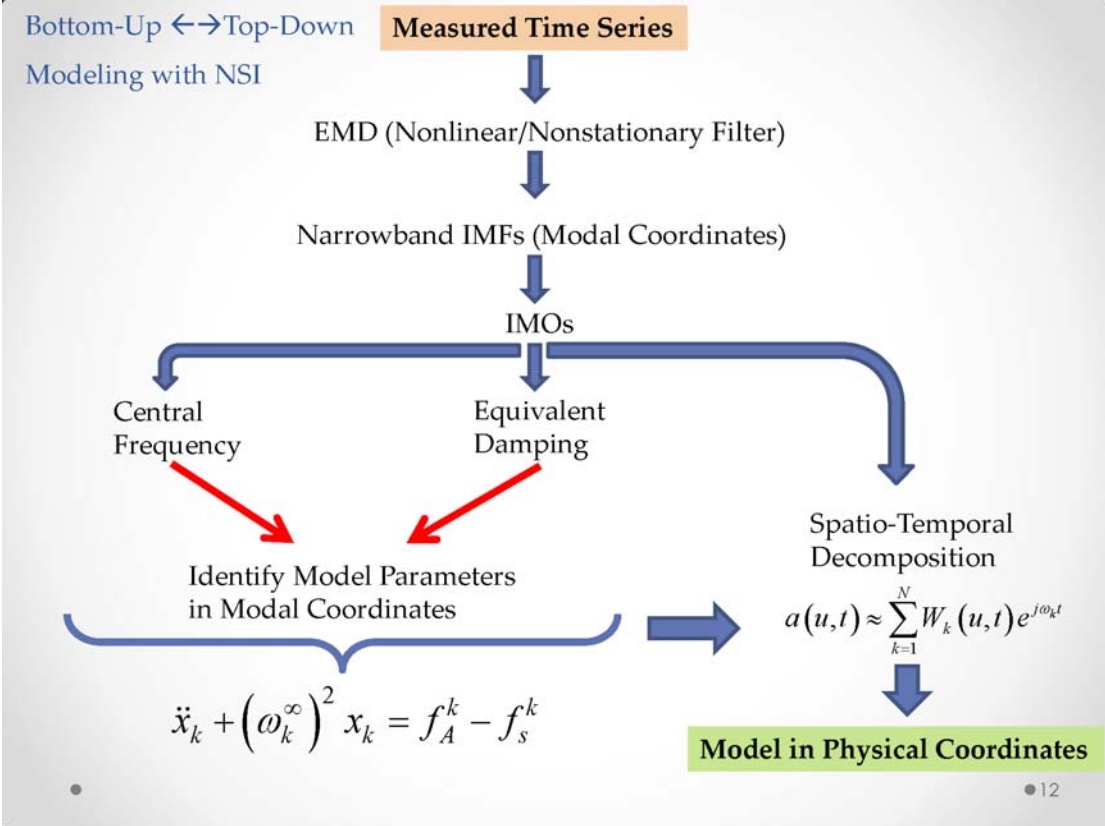 Bottom-Up ←→Top-Down
Modeling with NSI
Measured Time Series
EMD (Nonlinear/Nonstationary Filter)
Narrowband IMFs (Modal Coordinates)
IMOs
Central
Frequency
Equivalent
Damping
Identify Model Parameters
in Modal Coordinates
ẍ_k + (ω_k^∞)^2 x_k = f_A^k − f_s^k
Spatio-Temporal
Decomposition
a(u,t) ≈ ∑_{k=1}^{N} W_k(u,t) e^{jω_k t}
Model in Physical Coordinates
12